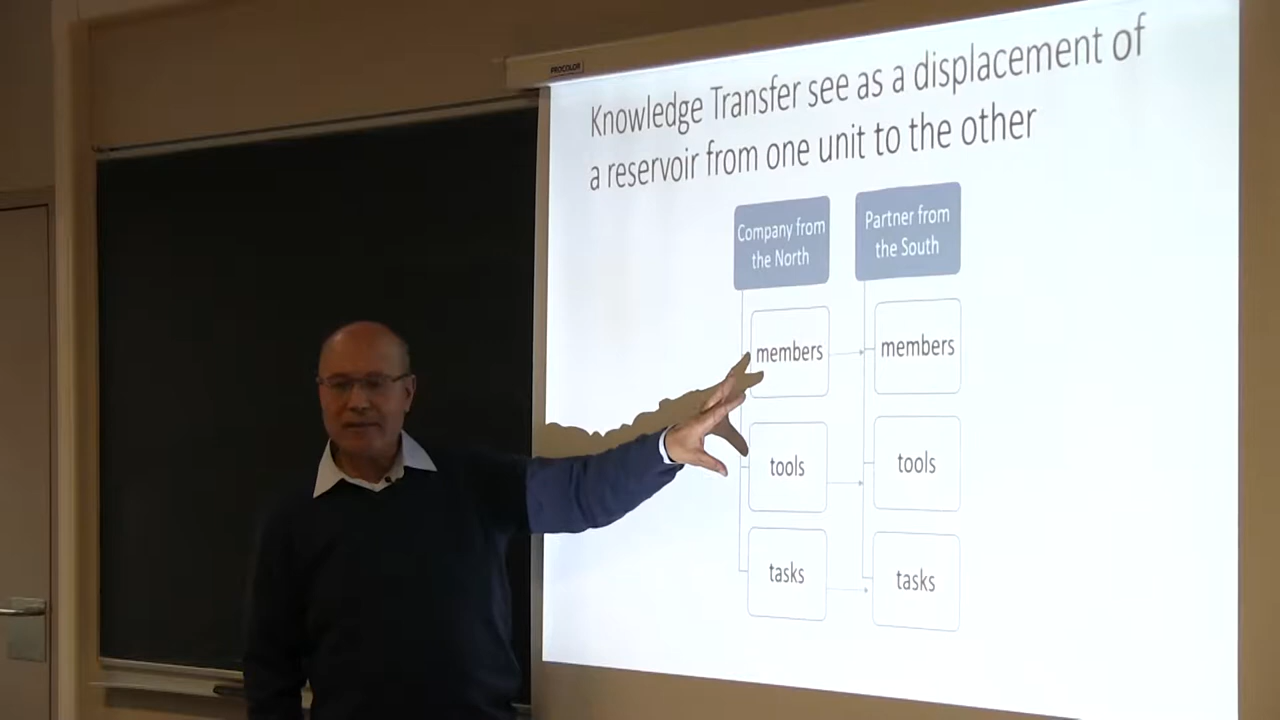 PROCOLOR
Knowledge Transfer see as a displacement of
a reservoir from one unit to the other
Company from
the North
Partner from
the South
members
members
tools
tools
tasks
tasks